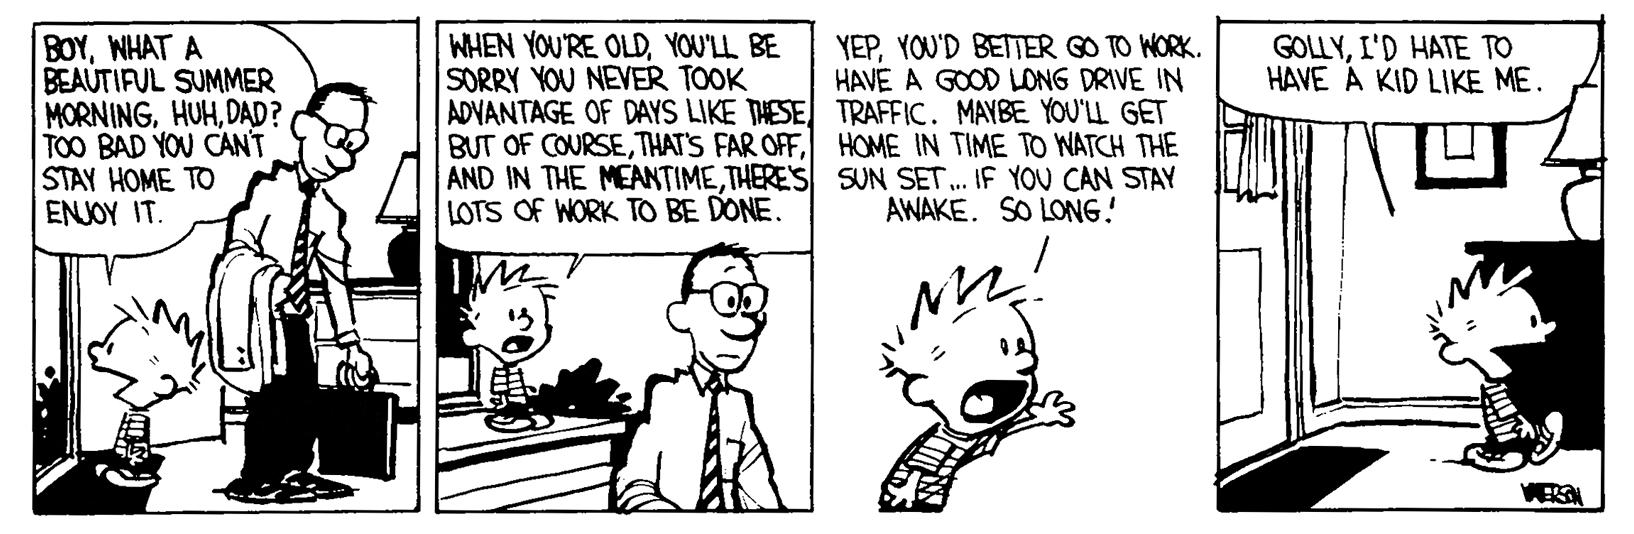 BOY, WHAT A
BEAUTIFUL SUMMER
MORNING, HUH, DAD?
TOO BAD YOU CAN'T
STAY HOME TO
ENJOY IT.
WHEN YOU'RE OLD, YOU'LL BE
SORRY YOU NEVER TOOK
ADVANTAGE OF DAYS LIKE THESE,
BUT OF COURSE, THAT'S FAR OFF,
AND IN THE MEANTIME, THERE'S
LOTS OF WORK TO BE DONE.
YEP, YOU'D BETTER GO TO WORK.
HAVE A GOOD LONG DRIVE IN
TRAFFIC. MAYBE YOU'LL GET
HOME IN TIME TO WATCH THE
SUN SET... IF YOU CAN STAY
AWAKE. SO LONG!
GOLLY, I'D HATE TO
HAVE A KID LIKE ME.
WATTERSON